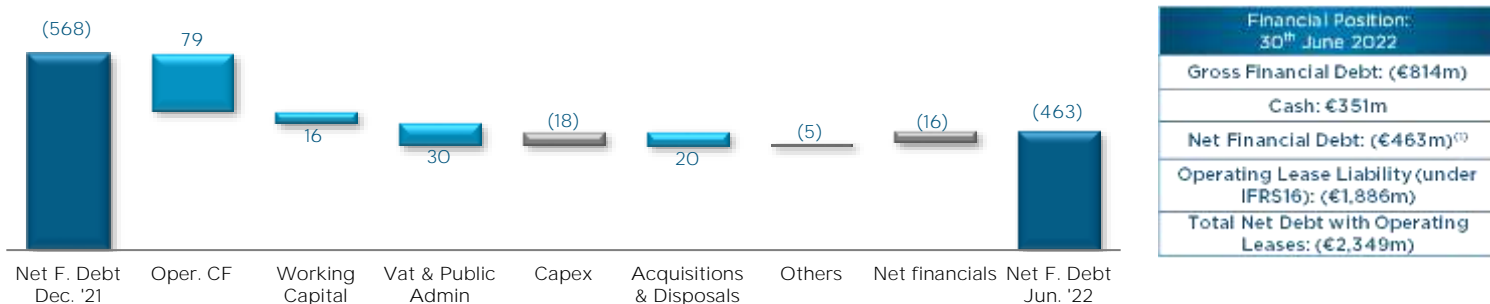 (568)
79
16
30
(18)
20
(5)
(16)
(463)
Net F. Debt
Dec. '21
Oper. CF
Working
Capital
Vat & Public
Admin
Capex
Acquisitions
& Disposals
Others
Net financials
Net F. Debt
Jun. '22
Financial Position:
30th June 2022
Gross Financial Debt: (€814m)
Cash: €351m
Net Financial Debt: (€463m)(1)
Operating Lease Liability (under
IFRS16): (€1,886m)
Total Net Debt with Operating
Leases: (€2,349m)